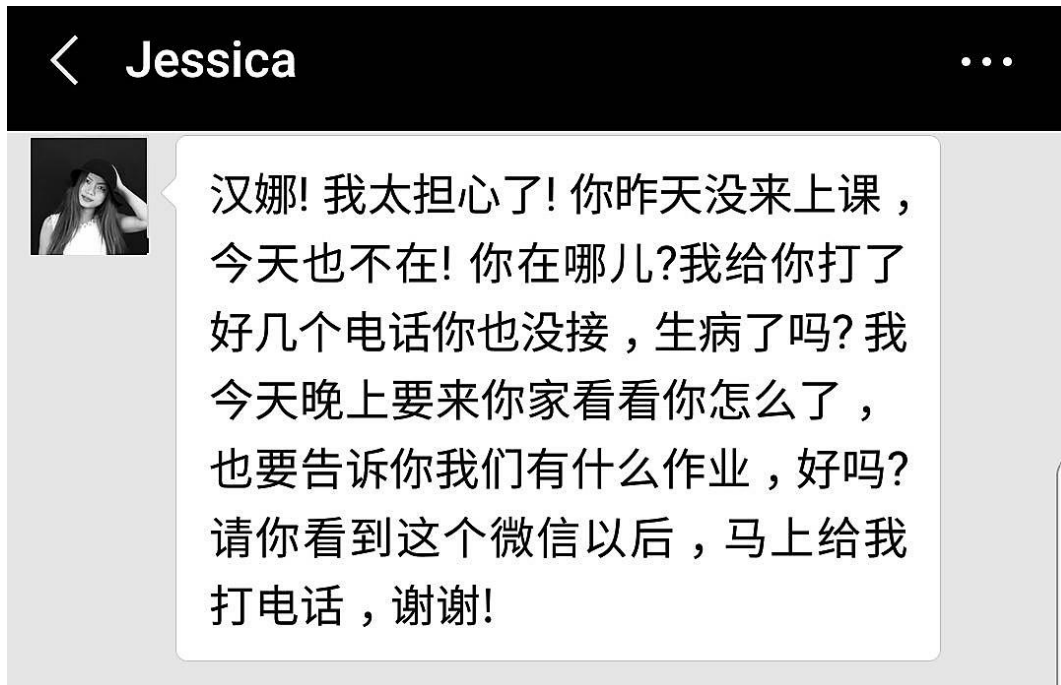 Jessica
汉娜! 我太担心了! 你昨天没来上课，
今天也不在! 你在哪儿?我给你打了
好几个电话你也没接，生病了吗? 我
今天晚上要来你家看看你怎么了，
也要告诉你我们有什么作业，好吗?
请你看到这个微信以后，马上给我
打电话，谢谢!